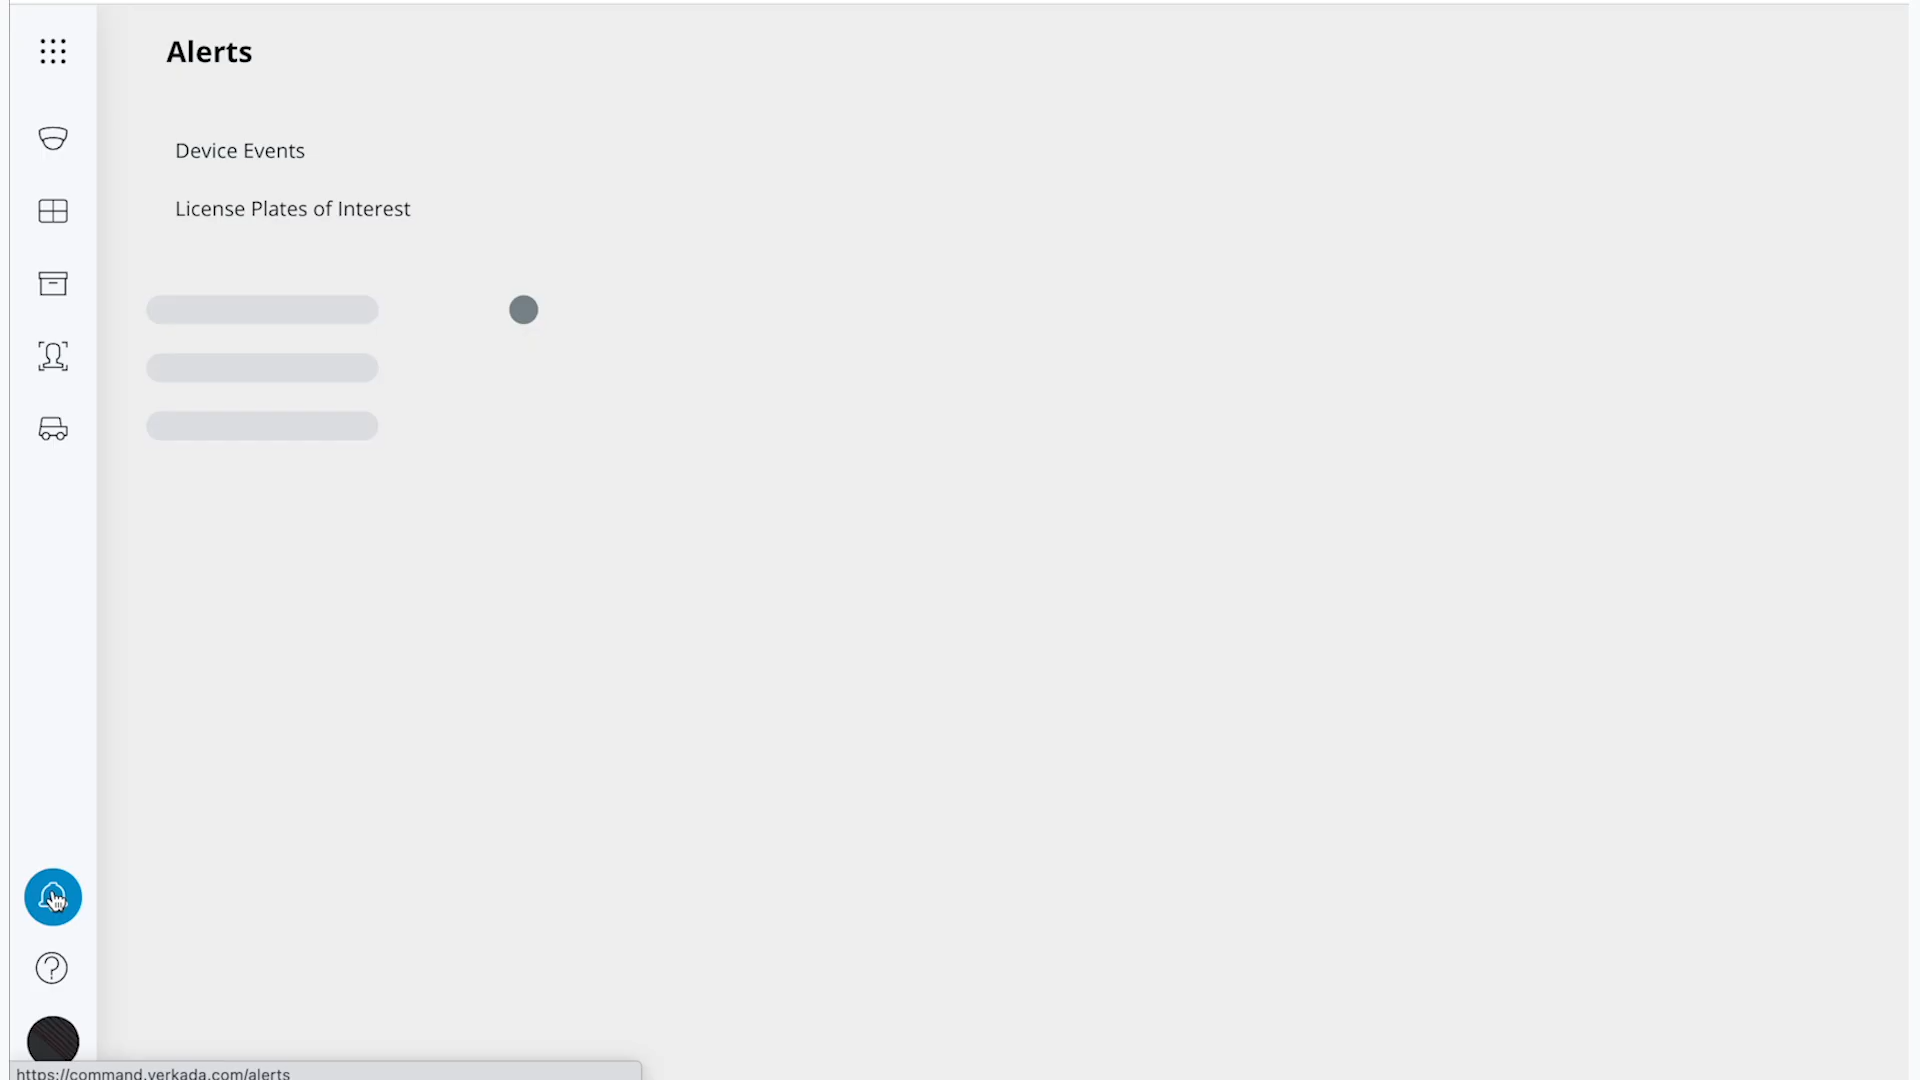 Alerts
Device Events
License Plates of Interest
https://command.verkada.com/alerts